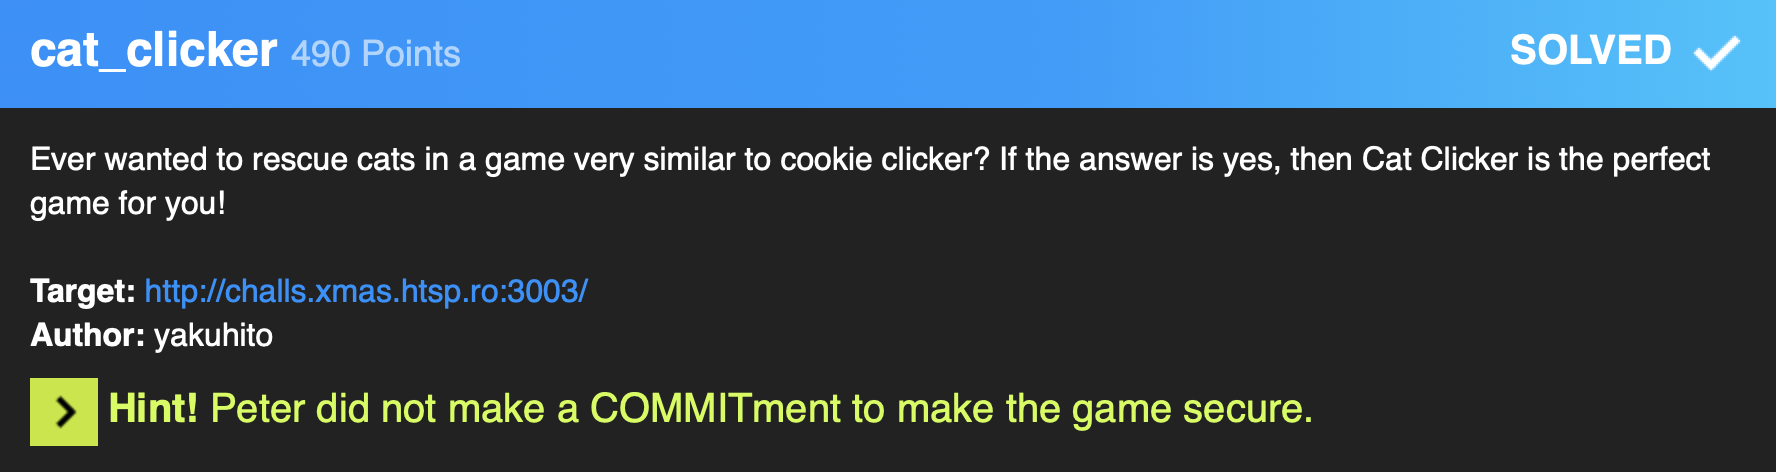 cat_clicker 490 Points SOLVED
Ever wanted to rescue cats in a game very similar to cookie clicker? If the answer is yes, then Cat Clicker is the perfect
game for you!
Target: http://challs.xmas.htsp.ro:3003/
Author: yakuhito
Hint! Peter did not make a COMMITment to make the game secure.